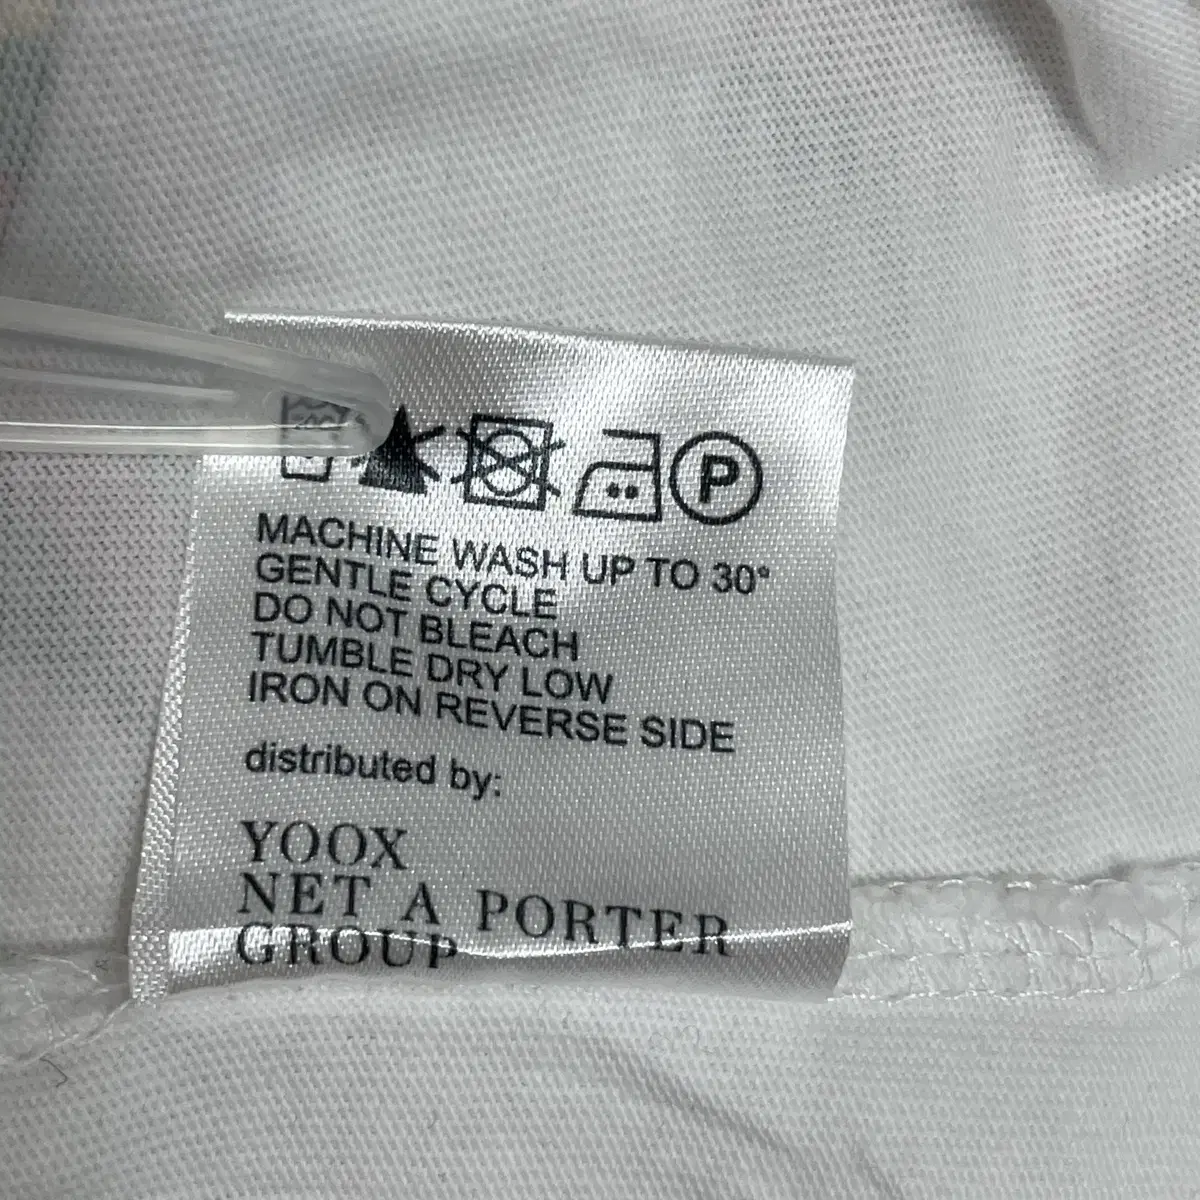 P
MACHINE WASH UP TO 30°
GENTLE CYCLE
DO NOT BLEACH
TUMBLE DRY LOW
IRON ON REVERSE SIDE
distributed by:
YOOX
NET A PORTER
GROUP